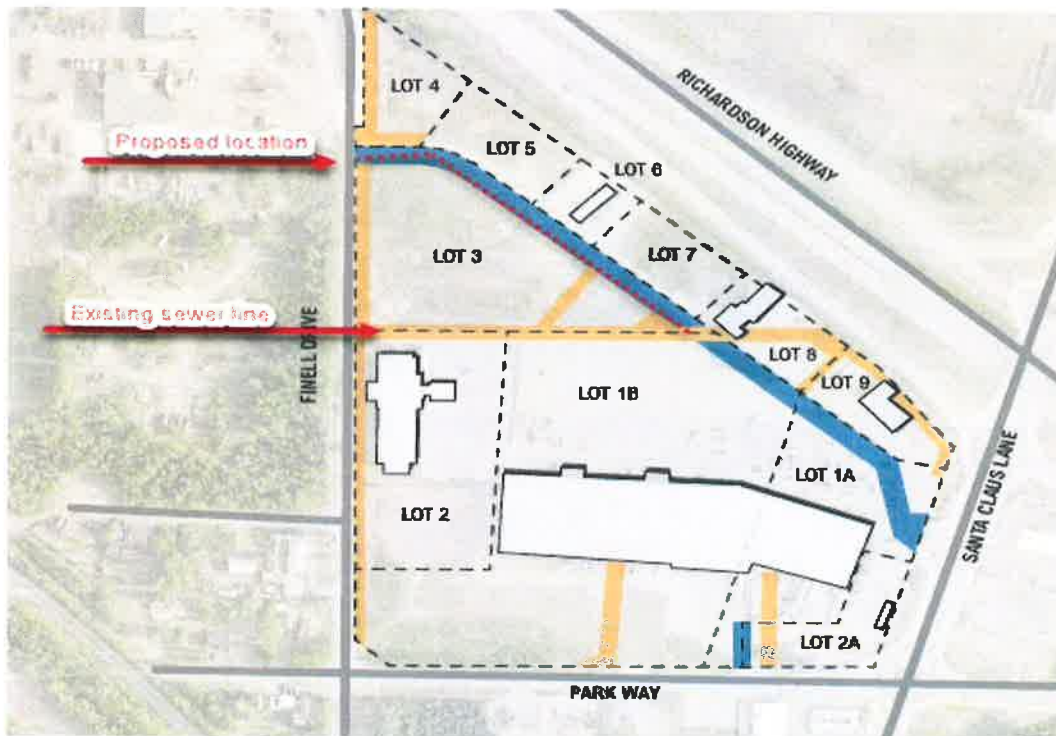 LOT 4
RICHARDSON HIGHWAY
Proposed location
LOT 5
LOT 6
LOT 3
LOT 7
Existing sewer line
FINELL DRIVE
LOT 8
LOT 9
LOT 1B
LOT 1A
LOT 2
SANTA CLAUS LANE
LOT 2A
PARK WAY